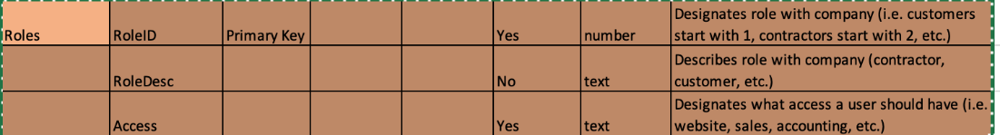 Roles RoleID Primary Key Yes number Designates role with company (i.e. customers
start with 1, contractors start with 2, etc.)
RoleDesc No text Describes role with company (contractor,
customer, etc.)
Access Yes text Designates what access a user should have (i.e.
website, sales, accounting, etc.)